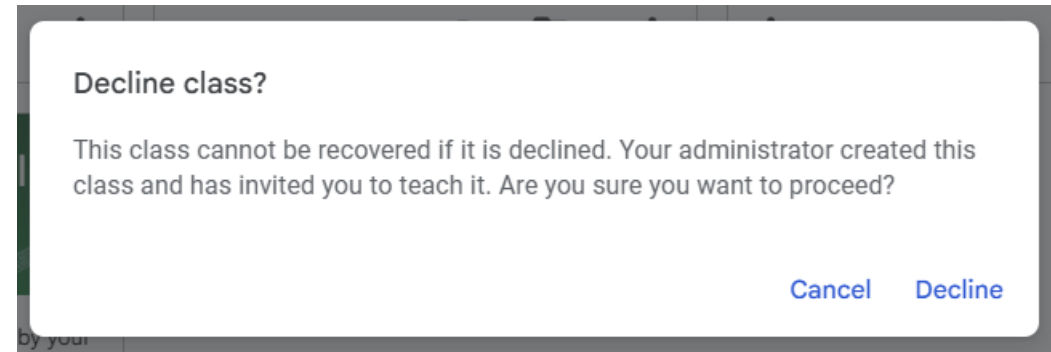 Decline class?
This class cannot be recovered if it is declined. Your administrator created this
class and has invited you to teach it. Are you sure you want to proceed?
Cancel Decline
by your